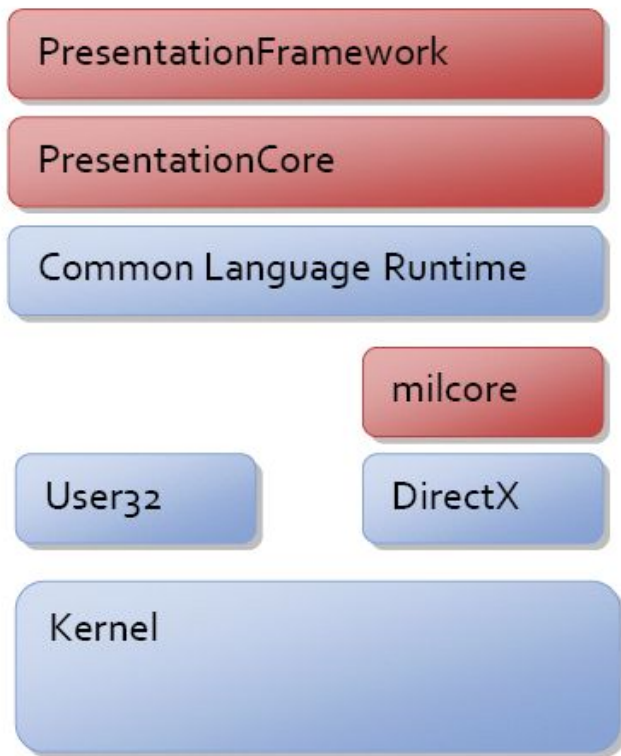 PresentationFramework
PresentationCore
Common Language Runtime
milcore
User32
DirectX
Kernel